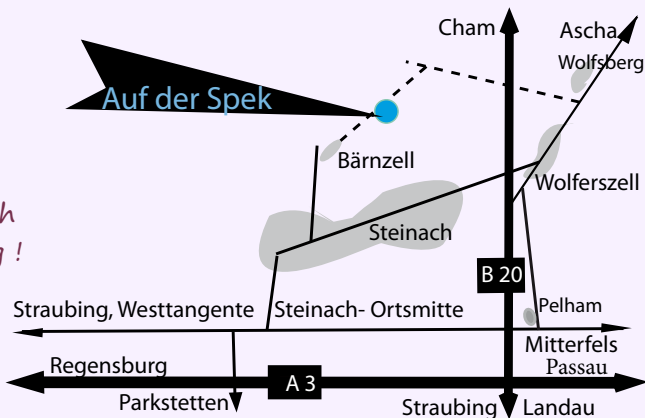 Cham
Ascha
Wolfsberg
Auf der Spek
Bärnzell
Wolferszell
Steinach
g !
B 20
Straubing, Westtangente
Steinach- Ortsmitte
Pelham
Mitterfels
Regensburg
A 3
Passau
Parkstetten
Straubing
Landau